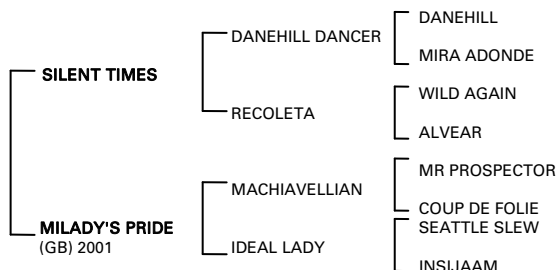 DANEHILL
DANEHILL DANCER
MIRA ADONDE
SILENT TIMES
WILD AGAIN
RECOLETA
ALVEAR
MR PROSPECTOR
MACHIAVELLIAN
COUP DE FOLIE
MILADY'S PRIDE
(GB) 2001
SEATTLE SLEW
IDEAL LADY
INSIJAAM